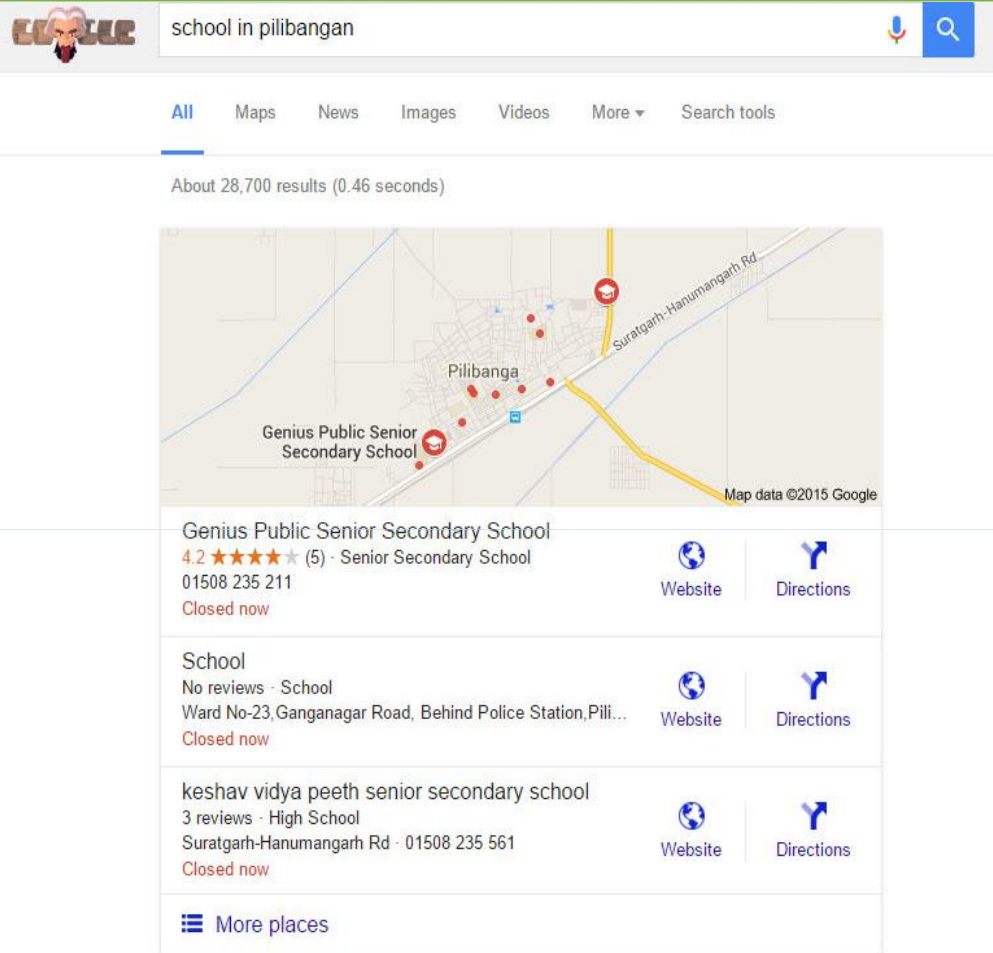 school in pilibangan
All Maps News Images Videos More Search tools
About 28,700 results (0.46 seconds)
Suratgarh-Hanumangarh Rd
Pilibanga
Genius Public Senior
Secondary School
Map data ©2015 Google
Genius Public Senior Secondary School
4.2 ★★★★★ (5) · Senior Secondary School
01508 235 211
Closed now
Website Directions
School
No reviews · School
Ward No-23,Ganganagar Road, Behind Police Station,Pili...
Closed now
Website Directions
keshav vidya peeth senior secondary school
3 reviews · High School
Suratgarh-Hanumangarh Rd · 01508 235 561
Closed now
Website Directions
More places